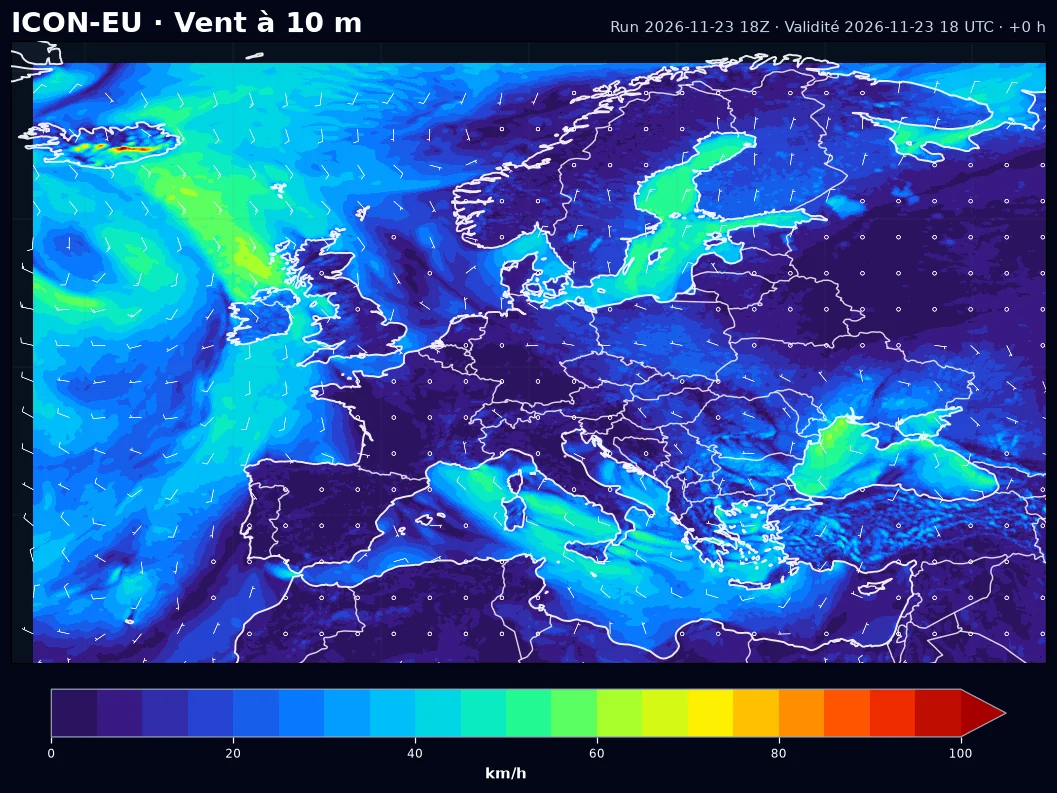 ICON-EU · Vent à 10 m
Run 2026-11-23 18Z · Validité 2026-11-23 18 UTC · +0 h
0 20 40 60 80 100
km/h